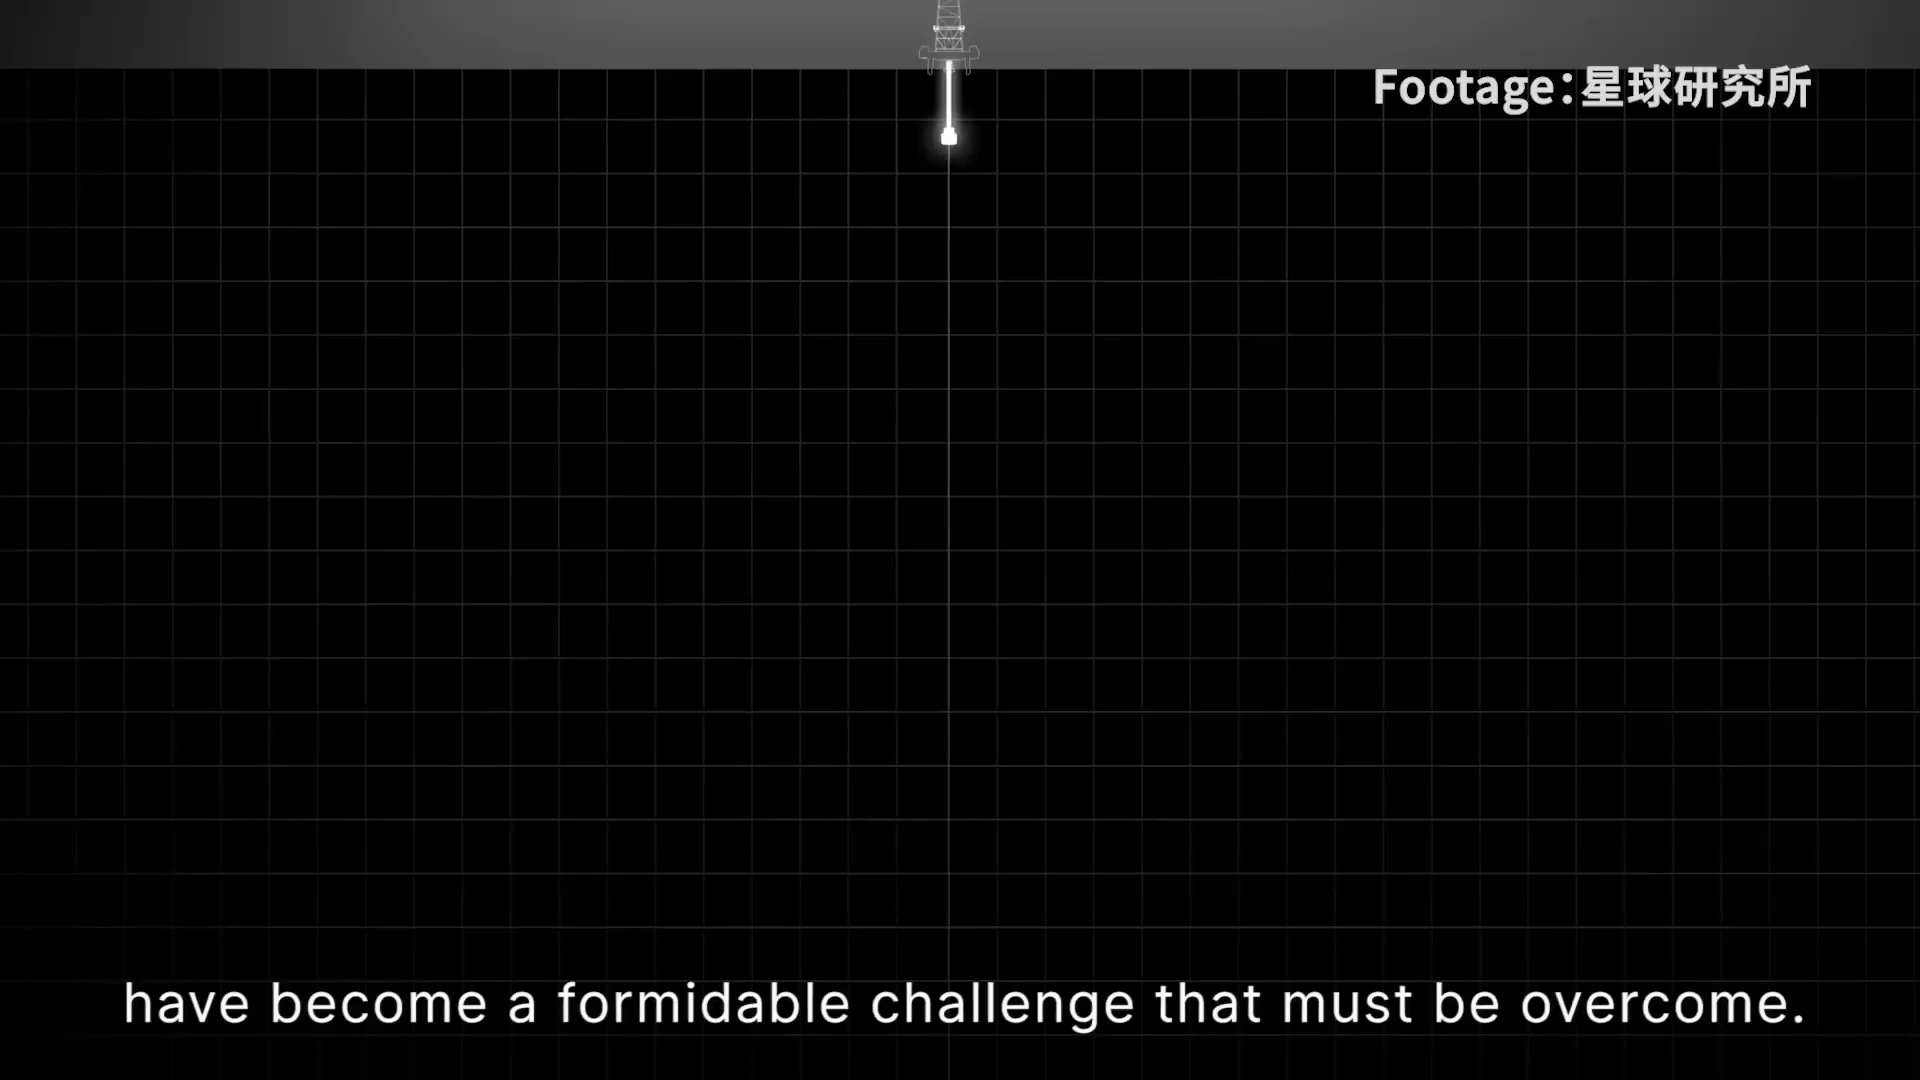 Footage:星球研究所
have become a formidable challenge that must be overcome.